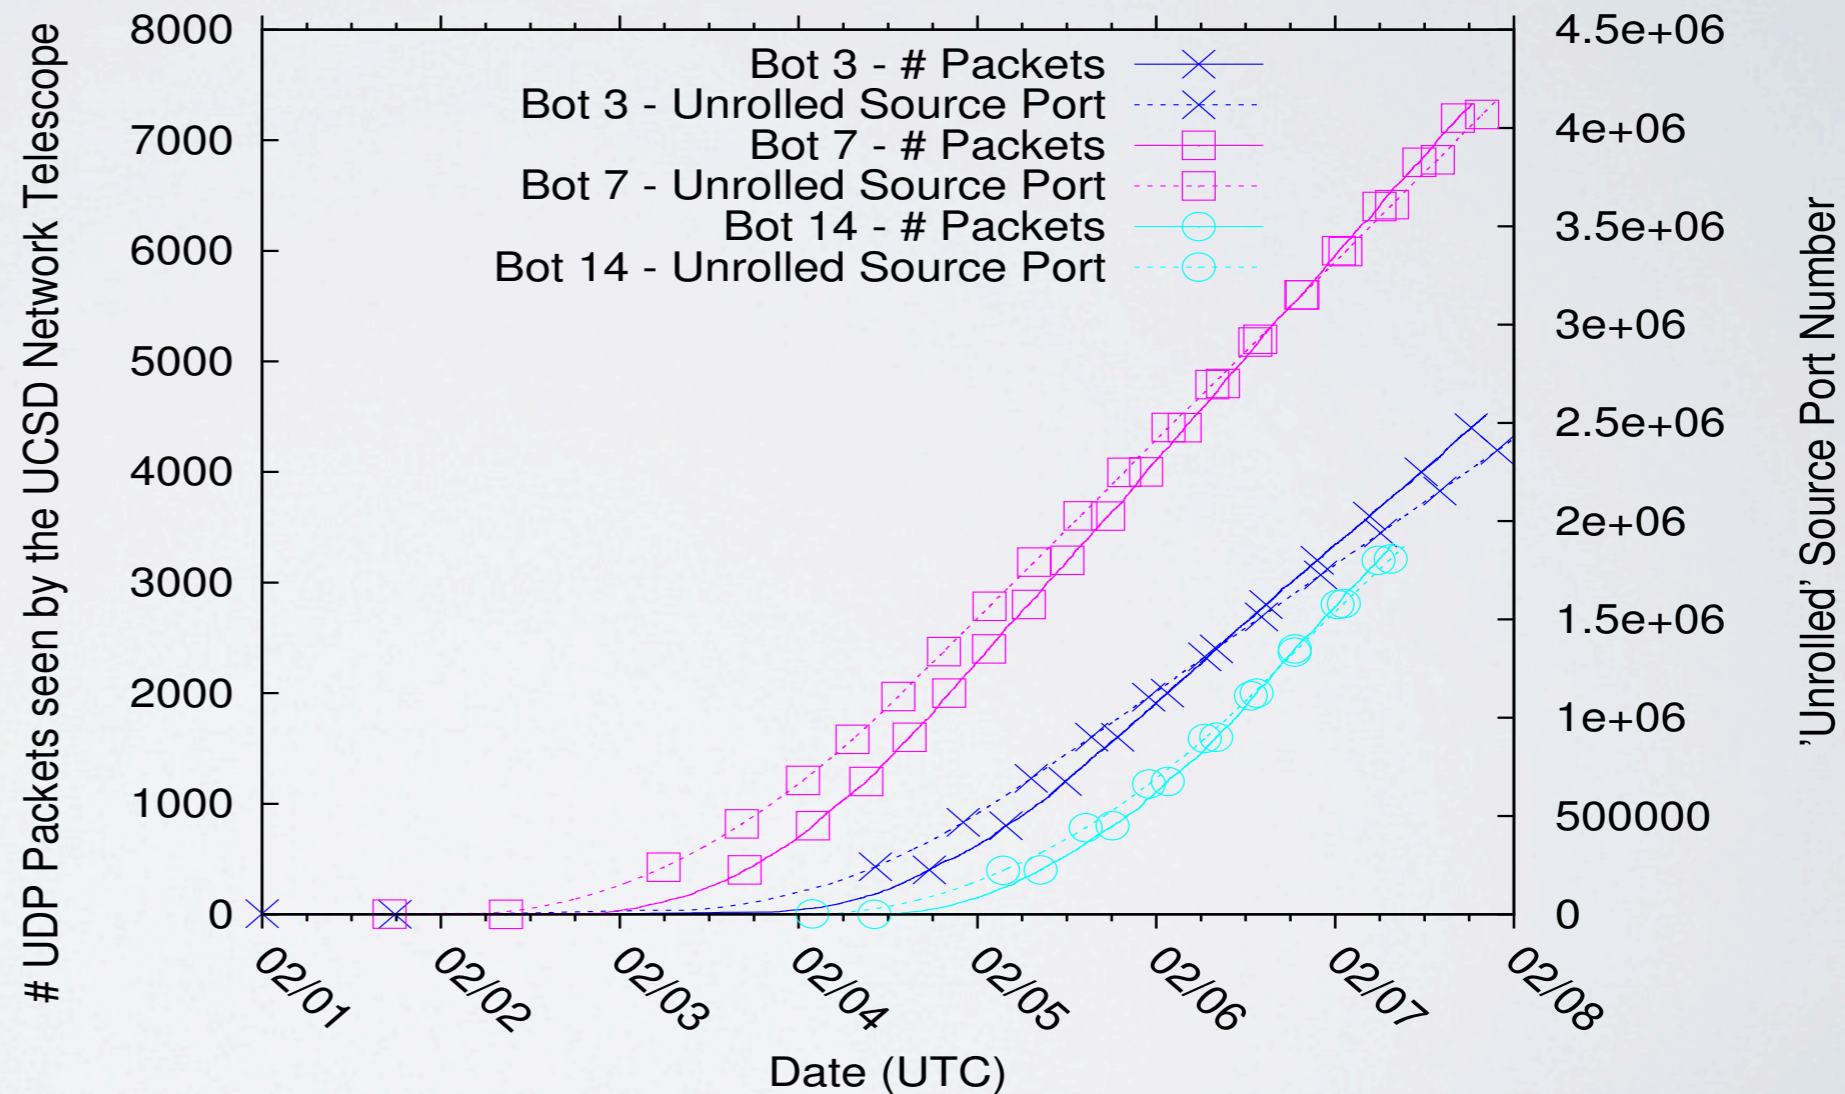 # UDP Packets seen by the UCSD Network Telescope
8000
7000
6000
5000
4000
3000
2000
1000
0
Bot 3 - # Packets
Bot 3 - Unrolled Source Port
Bot 7 - # Packets
Bot 7 - Unrolled Source Port
Bot 14 - # Packets
Bot 14 - Unrolled Source Port
4.5e+06
4e+06
3.5e+06
3e+06
2.5e+06
2e+06
1.5e+06
1e+06
500000
0
'Unrolled' Source Port Number
02/01
02/02
02/03
02/04
02/05
02/06
02/07
02/08
Date (UTC)